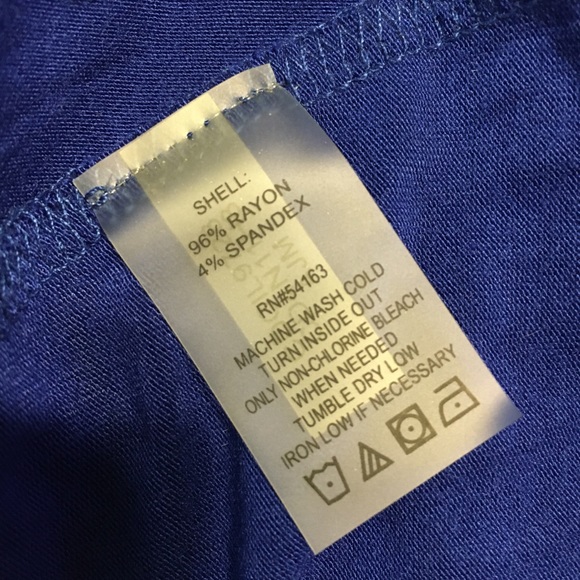 SHELL:
96% RAYON
4% SPANDEX
RN#54163
MACHINE WASH COLD
TURN INSIDE OUT
ONLY NON-CHLORINE BLEACH
WHEN NEEDED
TUMBLE DRY LOW
IRON LOW IF NECESSARY